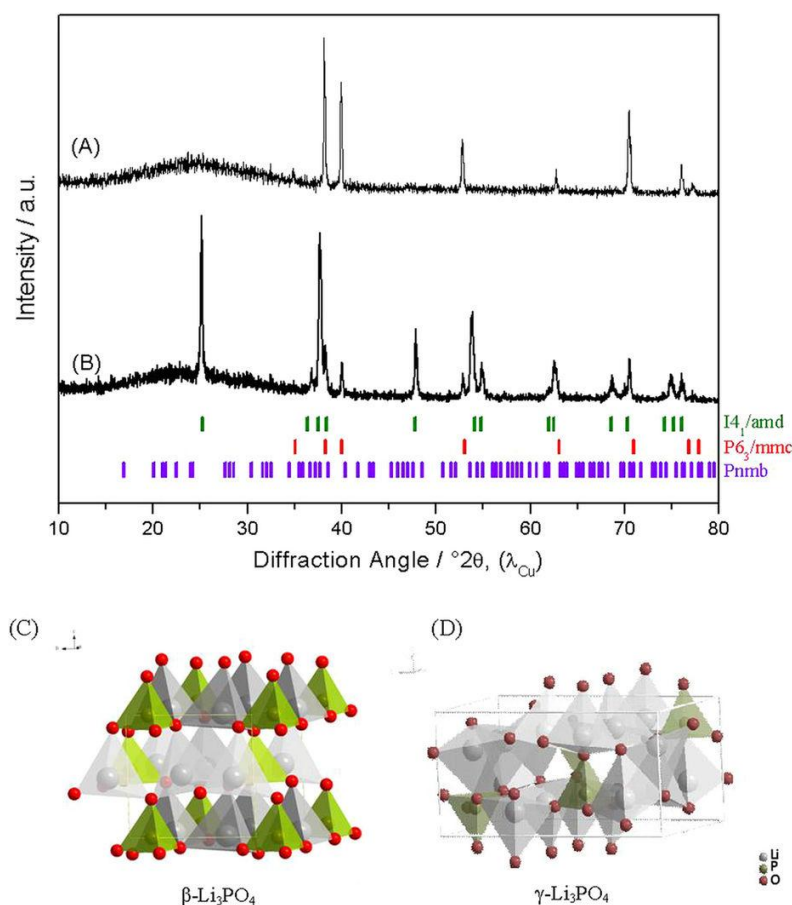 (A)
(B)
Intensity / a.u.
I4₁/amd
P6₃/mmc
Pnmb
10 20 30 40 50 60 70 80
Diffraction Angle / °2θ, (λCu)
(C) (D)
Li
P
O
β-Li₃PO₄ γ-Li₃PO₄